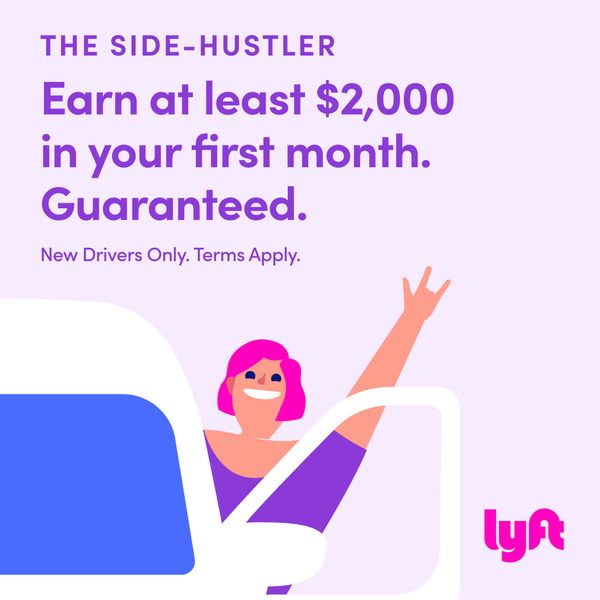 THE SIDE-HUSTLER
Earn at least $2,000
in your first month.
Guaranteed.
New Drivers Only. Terms Apply.
lyft